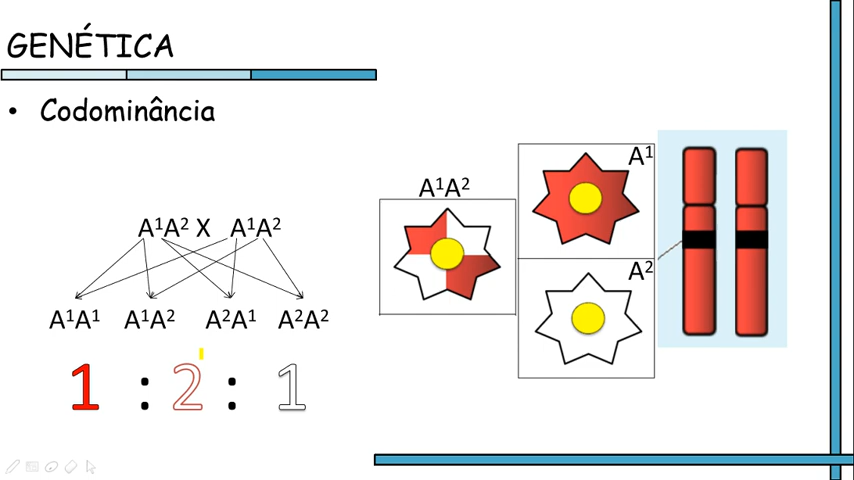 GENÉTICA
• Codominância
A¹A² X A¹A²
A¹A¹ A¹A² A²A¹ A²A²
1 : 2 : 1
A¹A²
A¹
A²